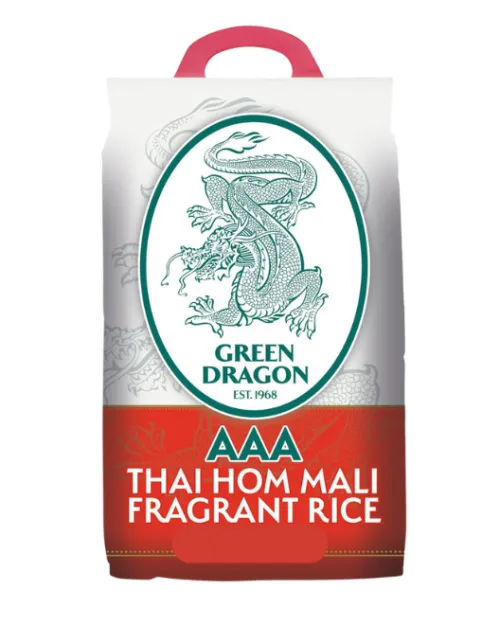 GREEN
DRAGON
EST. 1968
AAA
THAI HOM MALI
FRAGRANT RICE